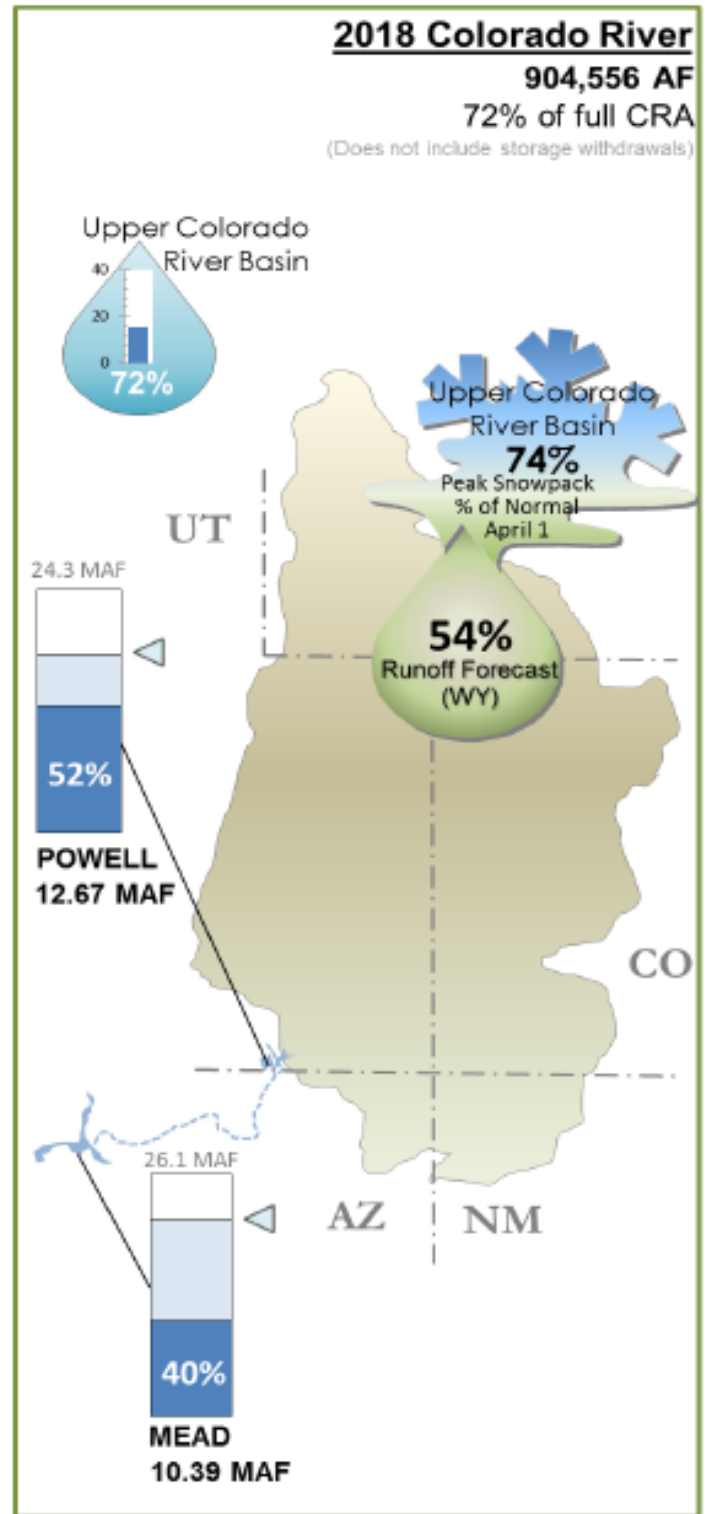 2018 Colorado River
904,556 AF
72% of full CRA
(Does not include storage withdrawals)
Upper Colorado
River Basin
40
20
0
72%
Upper Colorado
River Basin
74%
Peak Snowpack
% of Normal
April 1
UT
24.3 MAF
54%
Runoff Forecast
(WY)
52%
POWELL
12.67 MAF
CO
26.1 MAF
AZ
NM
40%
MEAD
10.39 MAF